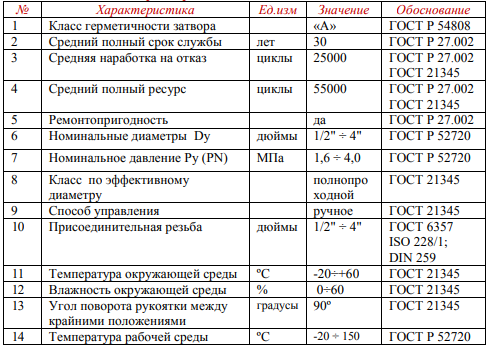 № Характеристика Ед.изм Значение Обоснование
1 Класс герметичности затвора «А» ГОСТ Р 54808
2 Средний полный срок службы лет 30 ГОСТ Р 27.002
3 Средняя наработка на отказ циклы 25000 ГОСТ Р 27.002
ГОСТ 21345
4 Средний полный ресурс циклы 55000 ГОСТ Р 27.002
ГОСТ 21345
5 Ремонтопригодность да ГОСТ Р 27.002
6 Номинальные диаметры Dу дюймы 1/2" ÷ 4" ГОСТ Р 52720
7 Номинальное давление Ру (PN) МПа 1,6 ÷ 4,0 ГОСТ Р 52720
8 Класс по эффективному полнопро ГОСТ 21345
диаметру ходной
9 Способ управления ручное ГОСТ 21345
10 Присоединительная резьба дюймы 1/2" ÷ 4" ГОСТ 6357
ISO 228/1;
DIN 259
11 Температура окружающей среды ºС -20÷+60 ГОСТ 21345
12 Влажность окружающей среды % 0÷60 ГОСТ 21345
13 Угол поворота рукоятки между градусы 90º ГОСТ 21345
крайними положениями
14 Температура рабочей среды ºС -20 ÷ 150 ГОСТ Р 52720